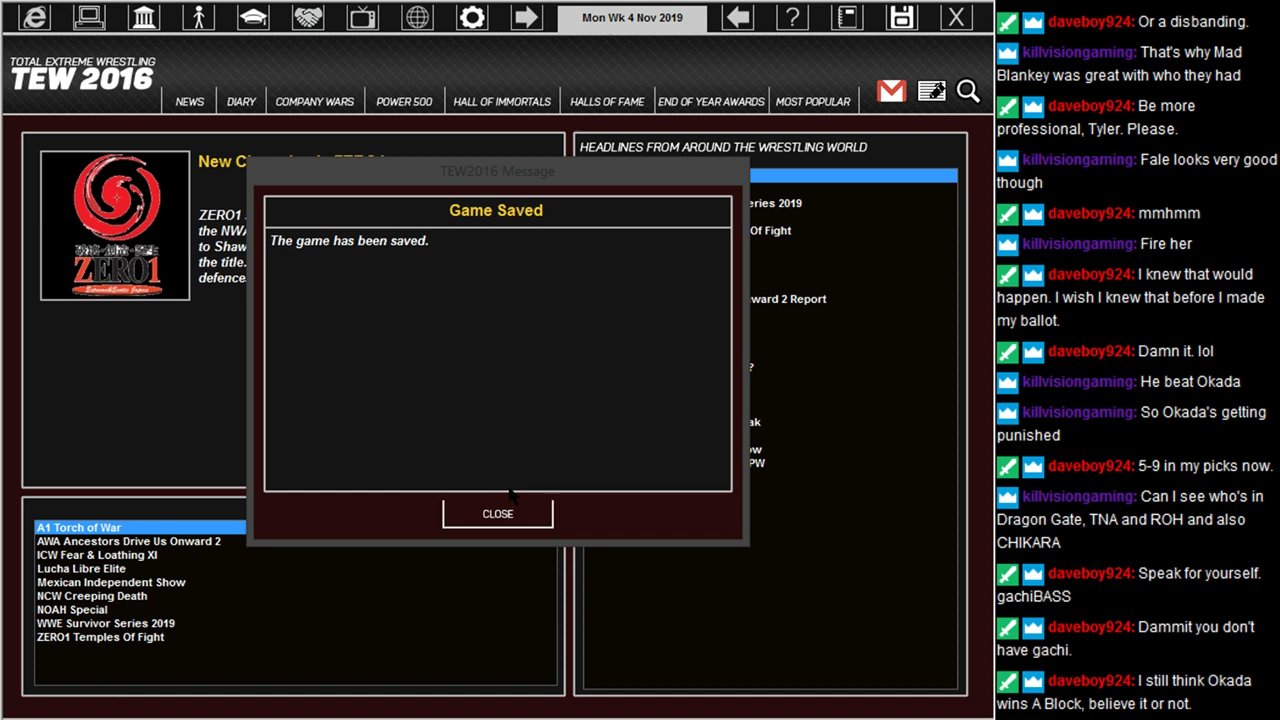 Mon Wk 4 Nov 2019
TOTAL EXTREME WRESTLING
TEW 2016
NEWS
DIARY
COMPANY WARS
POWER 500
HALL OF IMMORTALS
HALLS OF FAME
END OF YEAR AWARDS
MOST POPULAR
HEADLINES FROM AROUND THE WRESTLING WORLD
ZERO1
the NWA
to Shaw
the title.
defence
ZERO1
TEW2016 Message
Game Saved
The game has been saved.
CLOSE
eries 2019
Of Fight
ward 2 Report
?
ak
ow
PW
A1 Torch of War
AWA Ancestors Drive Us Onward 2
ICW Fear & Loathing XI
Lucha Libre Elite
Mexican Independent Show
NCW Creeping Death
NOAH Special
WWE Survivor Series 2019
ZERO1 Temples Of Fight
daveboy924: Or a disbanding.
killvisiongaming: That's why Mad
Blankey was great with who they had
daveboy924: Be more
professional, Tyler. Please.
killvisiongaming: Fale looks very good
though
daveboy924: mmhmm
killvisiongaming: Fire her
daveboy924: I knew that would
happen. I wish I knew that before I made
my ballot.
daveboy924: Damn it. lol
killvisiongaming: He beat Okada
killvisiongaming: So Okada's getting
punished
daveboy924: 5-9 in my picks now.
killvisiongaming: Can I see who's in
Dragon Gate, TNA and ROH and also
CHIKARA
daveboy924: Speak for yourself.
gachiBASS
daveboy924: Dammit you don't
have gachi.
daveboy924: I still think Okada
wins A Block, believe it or not.